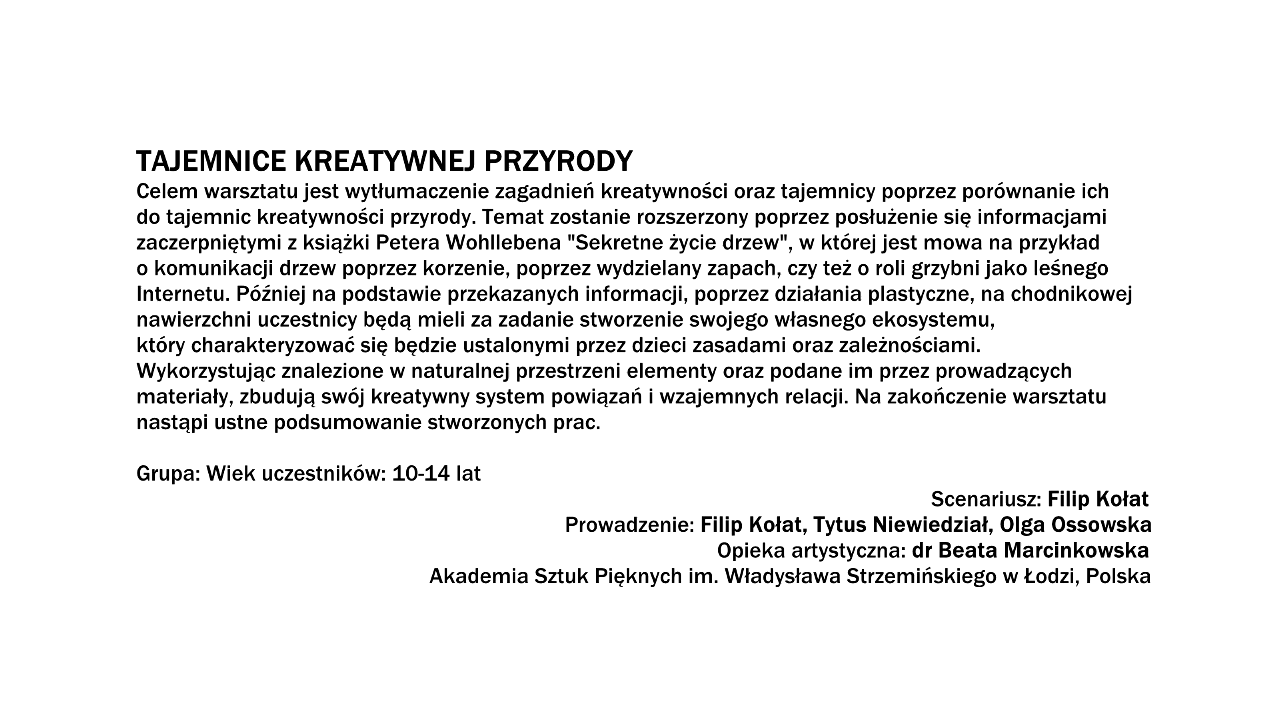 TAJEMNICE KREATYWNEJ PRZYRODY
Celem warsztatu jest wytłumaczenie zagadnień kreatywności oraz tajemnicy poprzez porównanie ich
do tajemnic kreatywności przyrody. Temat zostanie rozszerzony poprzez posłużenie się informacjami
zaczerpniętymi z książki Petera Wohllebena "Sekretne życie drzew", w której jest mowa na przykład
o komunikacji drzew poprzez korzenie, poprzez wydzielany zapach, czy też o roli grzybni jako leśnego
Internetu. Później na podstawie przekazanych informacji, poprzez działania plastyczne, na chodnikowej
nawierzchni uczestnicy będą mieli za zadanie stworzenie swojego własnego ekosystemu,
który charakteryzować się będzie ustalonymi przez dzieci zasadami oraz zależnościami.
Wykorzystując znalezione w naturalnej przestrzeni elementy oraz podane im przez prowadzących
materiały, zbudują swój kreatywny system powiązań i wzajemnych relacji. Na zakończenie warsztatu
nastąpi ustne podsumowanie stworzonych prac.
Grupa: Wiek uczestników: 10-14 lat
Scenariusz: Filip Kołat
Prowadzenie: Filip Kołat, Tytus Niewiedział, Olga Ossowska
Opieka artystyczna: dr Beata Marcinkowska
Akademia Sztuk Pięknych im. Władysława Strzemińskiego w Łodzi, Polska